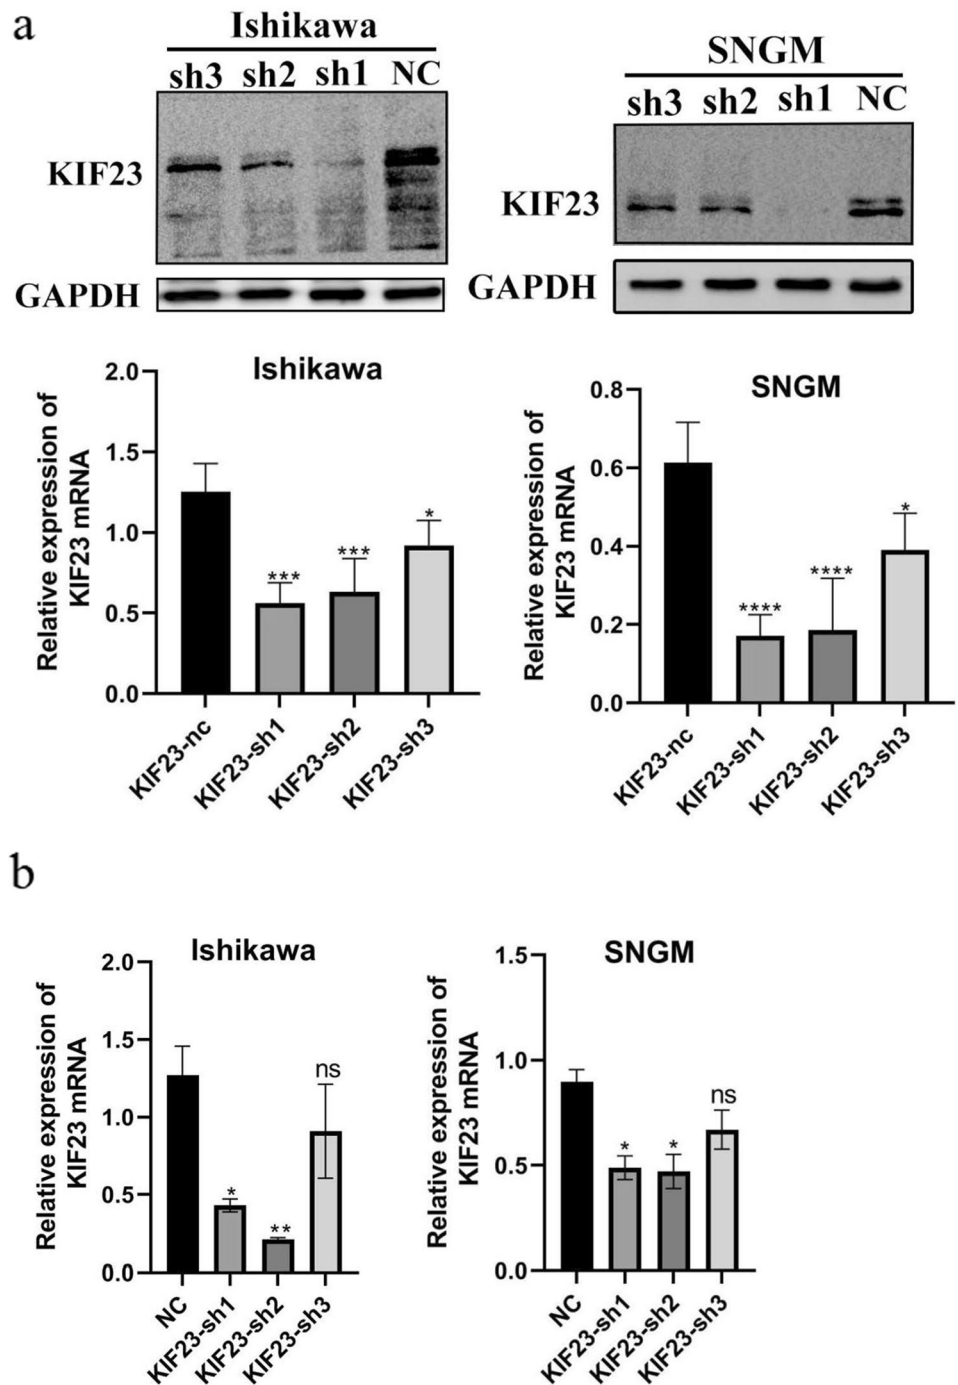 a
Ishikawa
sh3 sh2 sh1 NC
KIF23
GAPDH
SNGM
sh3 sh2 sh1 NC
KIF23
GAPDH
Ishikawa
Relative expression of
KIF23 mRNA
2.0
1.5
1.0
0.5
0.0
***
***
*
KIF23-nc
KIF23-sh1
KIF23-sh2
KIF23-sh3
SNGM
Relative expression of
KIF23 mRNA
0.8
0.6
0.4
0.2
0.0
****
****
*
KIF23-nc
KIF23-sh1
KIF23-sh2
KIF23-sh3
b
Ishikawa
Relative expression of
KIF23 mRNA
2.0
1.5
1.0
0.5
0.0
*
**
ns
NC
KIF23-sh1
KIF23-sh2
KIF23-sh3
SNGM
Relative expression of
KIF23 mRNA
1.5
1.0
0.5
0.0
*
*
ns
NC
KIF23-sh1
KIF23-sh2
KIF23-sh3